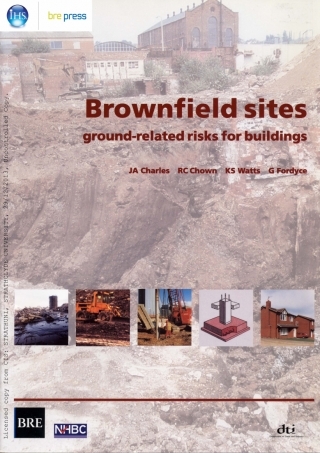 IHS
bre press
Brownfield sites
ground-related risks for buildings
JA Charles RC Chown KS Watts G Fordyce
BRE
NHBC
dti